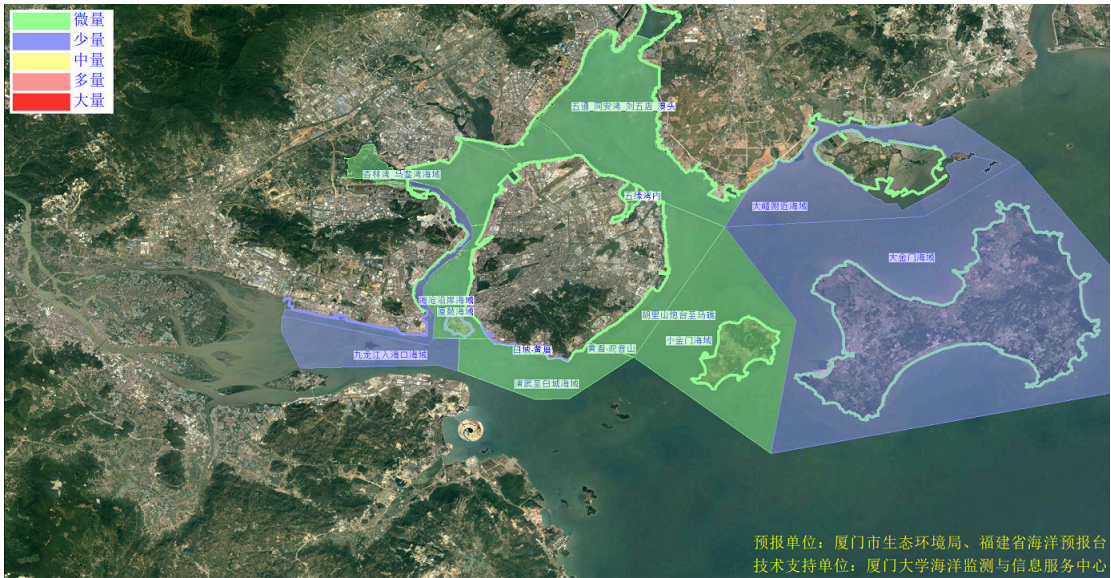 微量
少量
中量
多量
大量
五通 同安湾 刘五店 澳头
杏林湾 马銮湾海域
五缘湾内
大嶝附近海域
大金门海域
海沧沿岸海域
厦鼓海域
胡里山炮台至马礁
小金门海域
九龙江入海口海域
白城 黄厝
黄厝 观音山
演武至白城海域
预报单位：厦门市生态环境局、福建省海洋预报台
技术支持单位：厦门大学海洋监测与信息服务中心